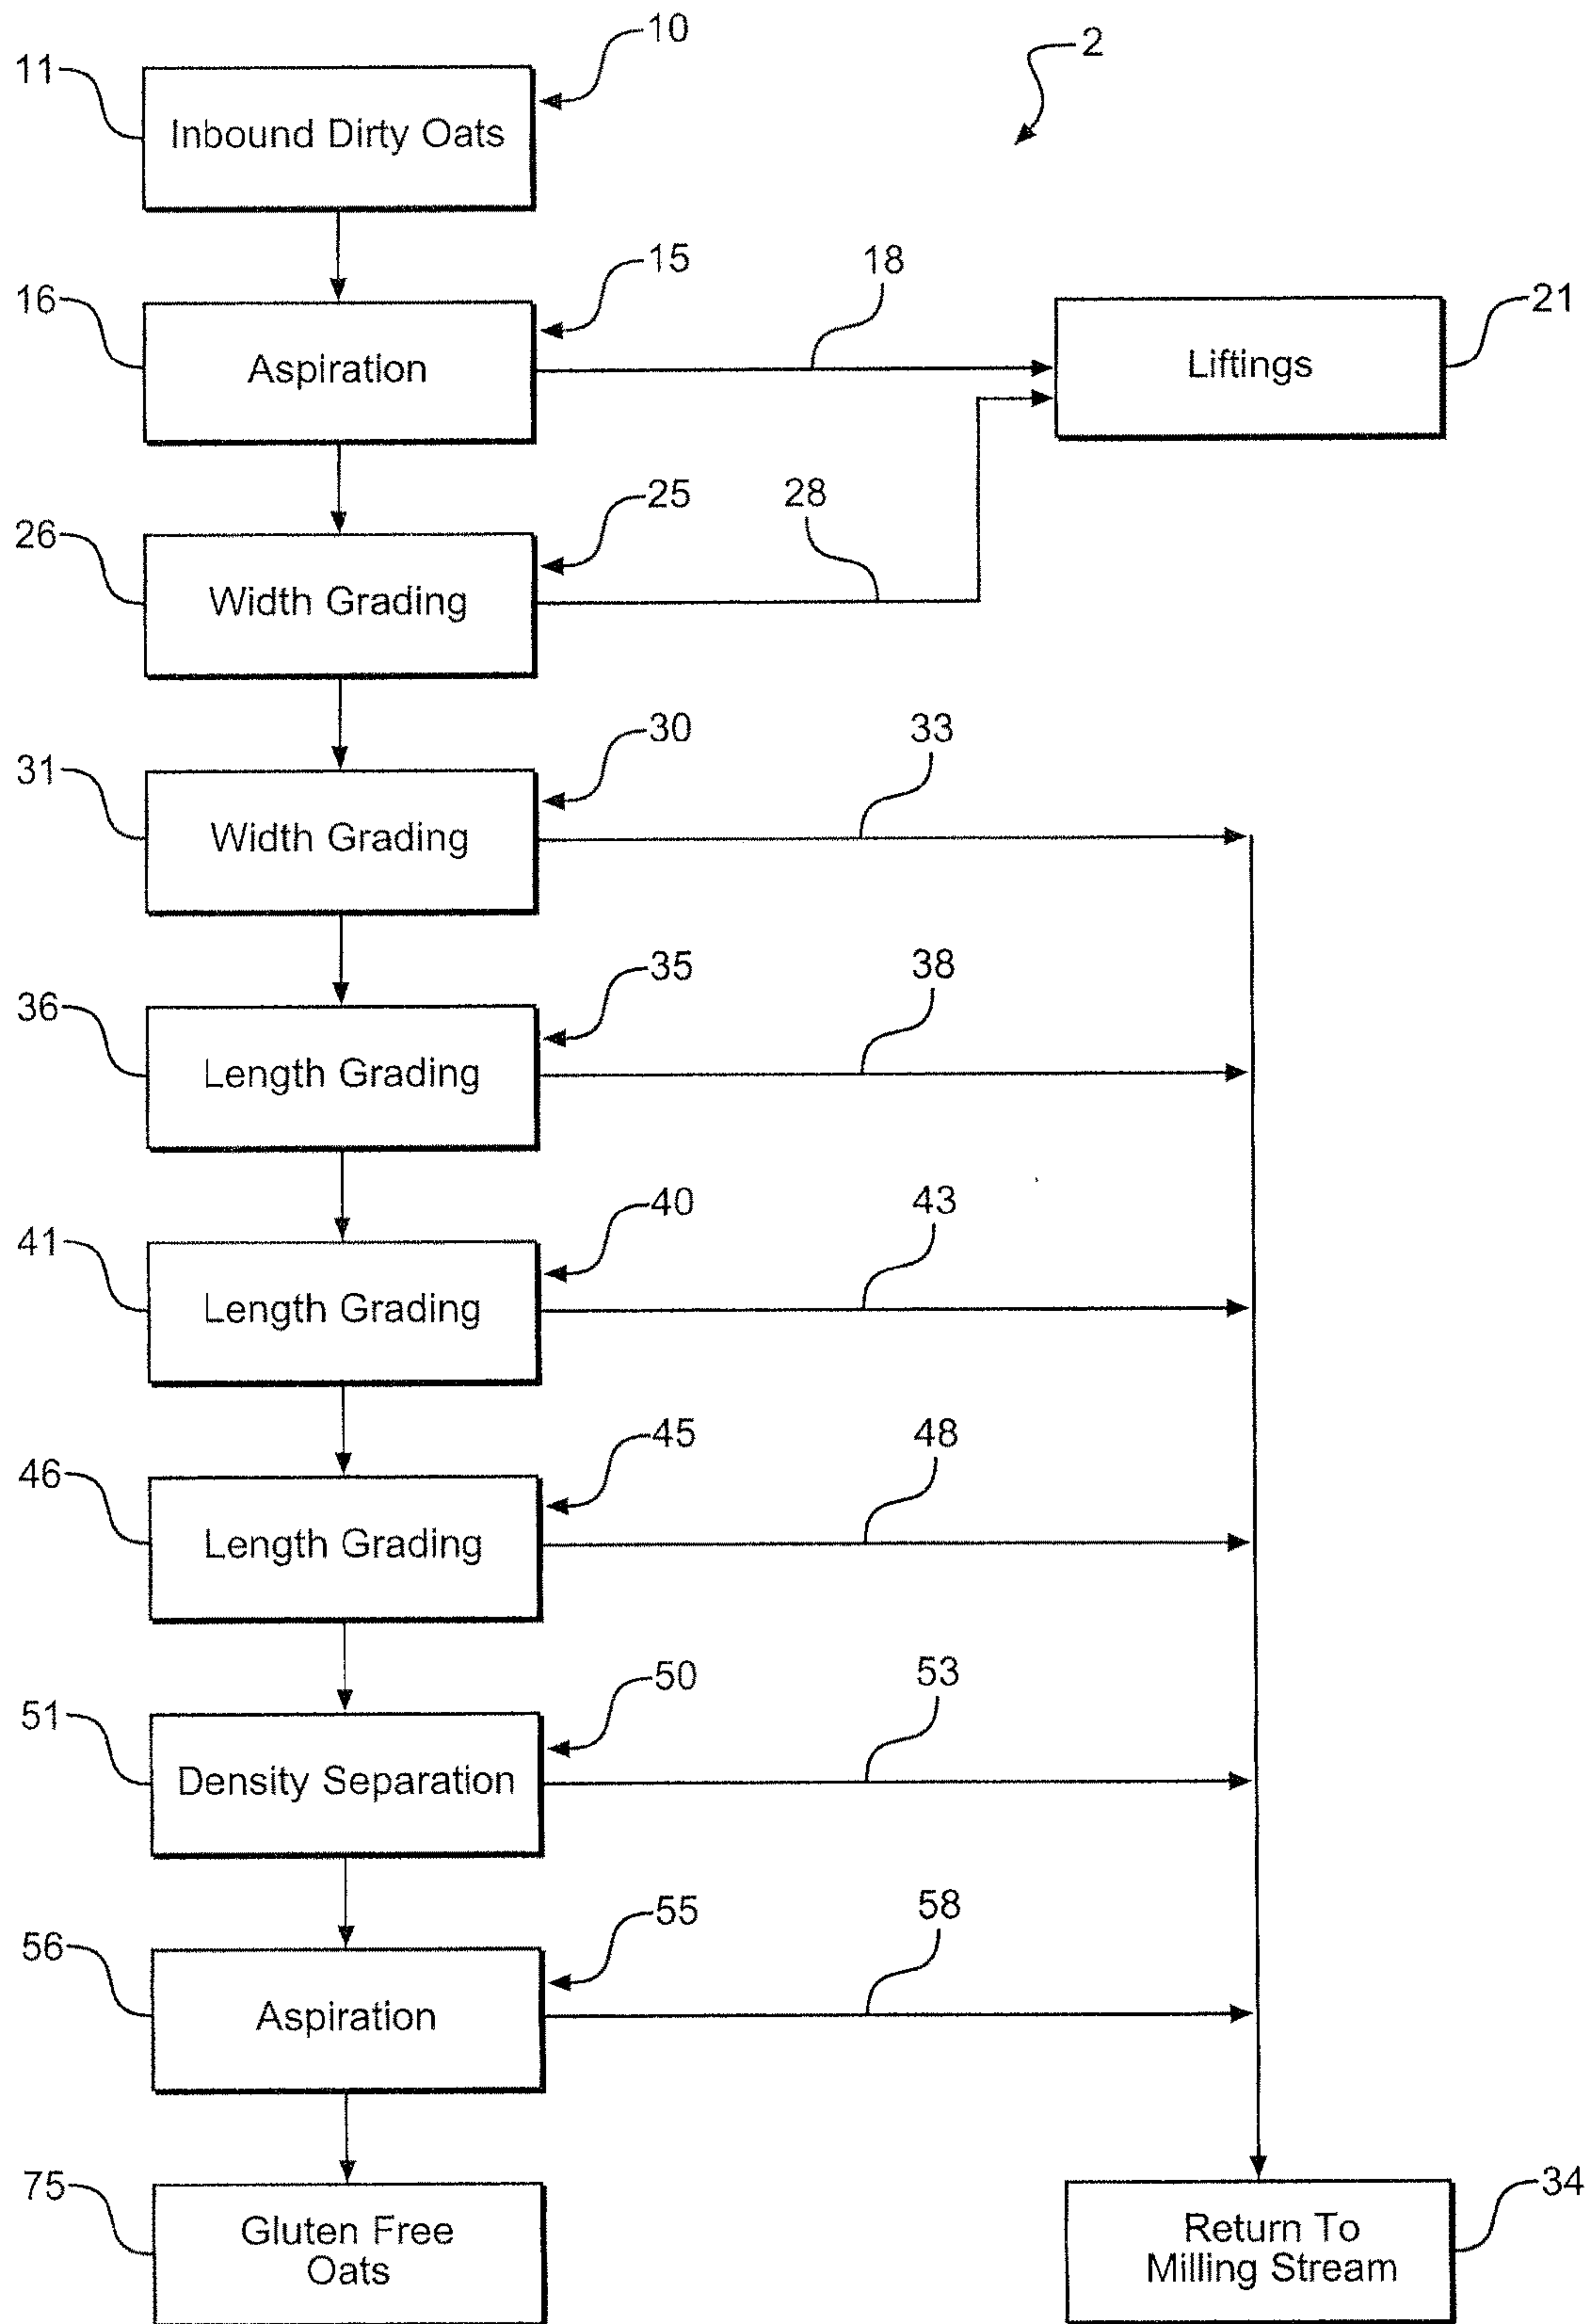 10
2
11
Inbound Dirty Oats
15
18
16
21
Aspiration
Liftings
25
28
26
Width Grading
30
33
31
Width Grading
35
38
36
Length Grading
40
43
41
Length Grading
45
48
46
Length Grading
50
53
51
Density Separation
55
58
56
Aspiration
75
34
Gluten Free
Oats
Return To
Milling Stream